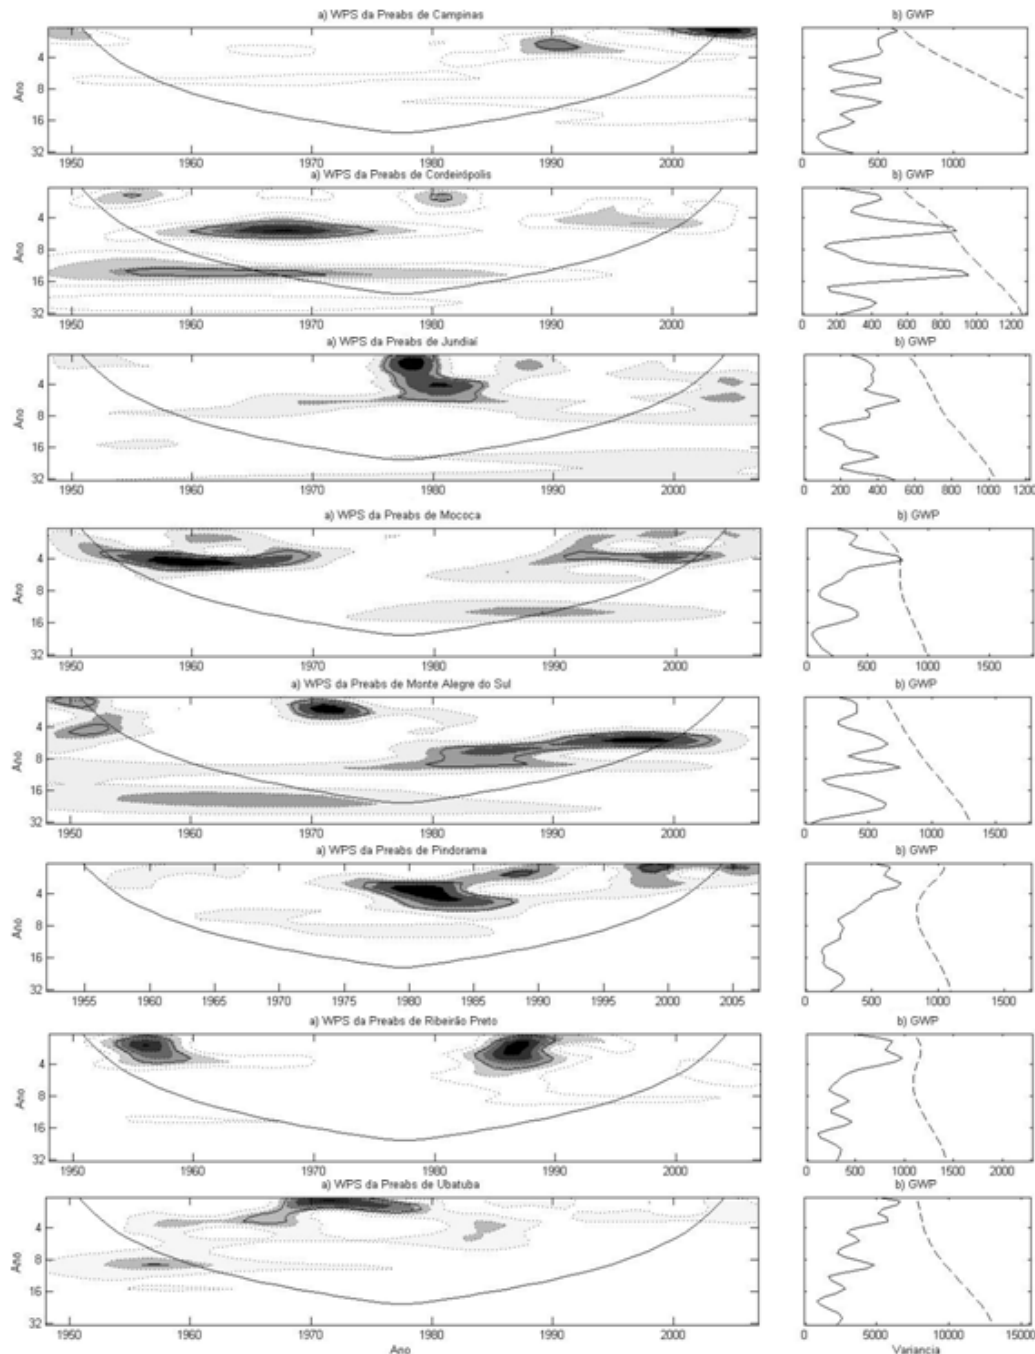 a) WPS da Preabs de Campinas
b) GWP
Ano
4
8
16
32
1950 1960 1970 1980 1990 2000
0 500 1000
a) WPS da Preabs de Cordeirópolis
b) GWP
Ano
4
8
16
32
1950 1960 1970 1980 1990 2000
200 400 600 800 1000 1200
a) WPS da Preabs de Jundiaí
b) GWP
Ano
4
8
16
32
1950 1960 1970 1980 1990 2000
0 200 400 600 800 1000 1200
a) WPS da Preabs de Mococa
b) GWP
Ano
4
8
16
32
1950 1960 1970 1980 1990 2000
0 500 1000 1500
a) WPS da Preabs de Monte Alegre do Sul
b) GWP
Ano
4
8
16
32
1950 1960 1970 1980 1990 2000
0 500 1000 1500
a) WPS da Preabs de Pindorama
b) GWP
Ano
4
8
16
32
1955 1960 1965 1970 1975 1980 1985 1990 1995 2000 2005
0 500 1000 1500
a) WPS da Preabs de Ribeirão Preto
b) GWP
Ano
4
8
16
32
1950 1960 1970 1980 1990 2000
0 500 1000 1500 2000
a) WPS da Preabs de Ubatuba
b) GWP
Ano
4
8
16
32
1950 1960 1970 1980 1990 2000
0 5000 10000 15000
Ano
Variancia